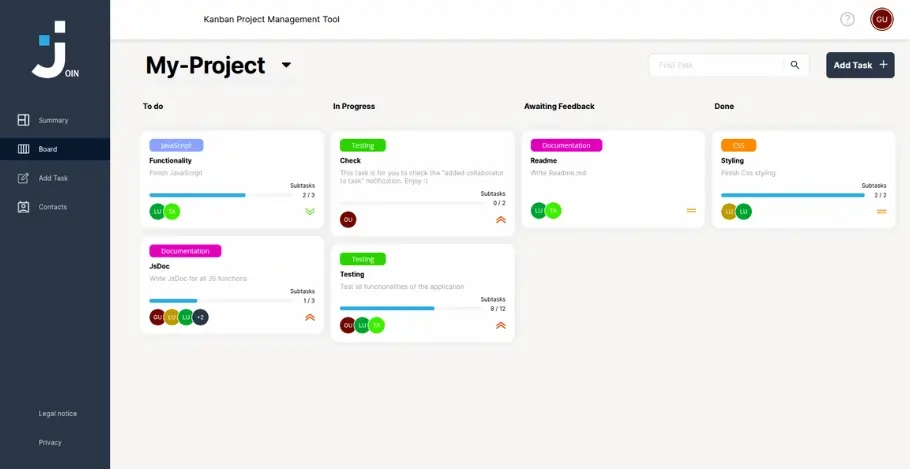 JOIN
Summary
Board
Add Task
Contacts
Legal notice
Privacy
Kanban Project Management Tool
?
GU
My-Project
Find Task
Add Task +
To do
JavaScript
Functionality
Finish JavaScript
Subtasks
2 / 3
LU TA
Documentation
JsDoc
Write JsDoc for all JS functions
Subtasks
1 / 3
GU LU LU +2
In Progress
Testing
Check
This task is for you to check the "added collaborator
to task" notification. Enjoy :)
Subtasks
0 / 2
GU
Testing
Testing
Test all functionalities of the application
Subtasks
8 / 12
GU LU TA
Awaiting Feedback
Documentation
Readme
Write Readme.md
LU TA
Done
CSS
Styling
Finish Css styling
Subtasks
2 / 2
LU LU